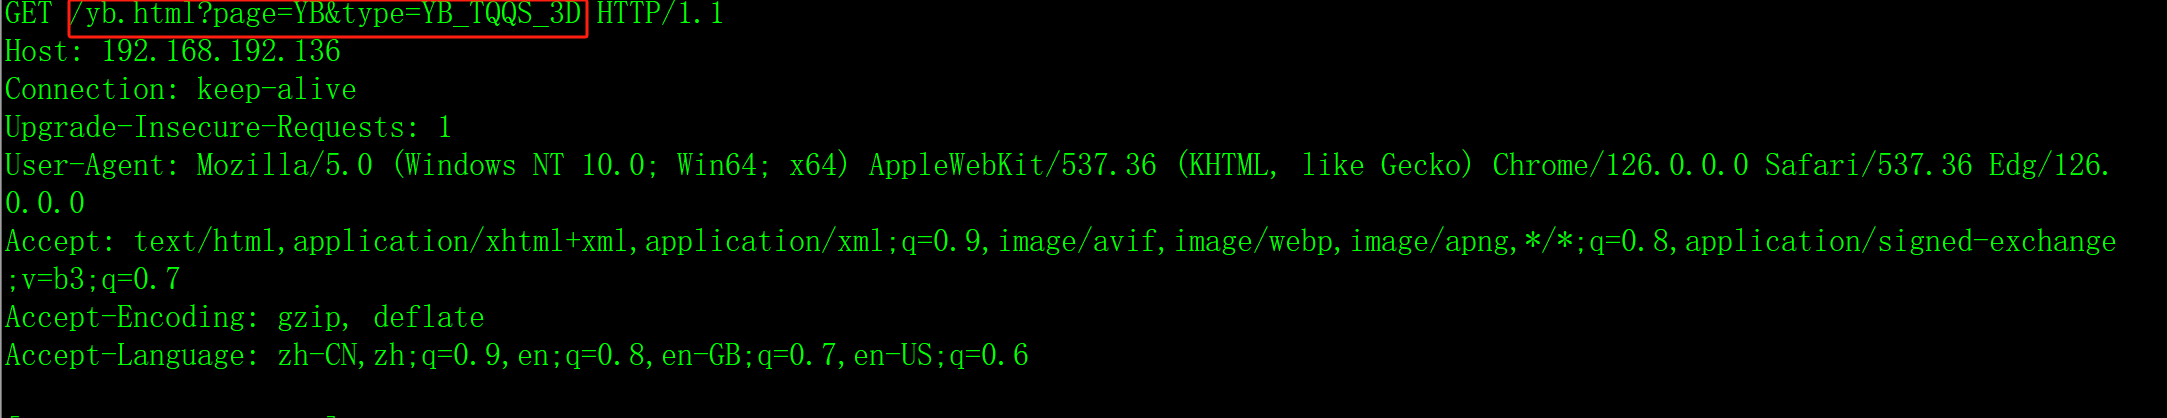 GET /yb.html?page=YB&type=YB_TQQS_3D HTTP/1.1
Host: 192.168.192.136
Connection: keep-alive
Upgrade-Insecure-Requests: 1
User-Agent: Mozilla/5.0 (Windows NT 10.0; Win64; x64) AppleWebKit/537.36 (KHTML, like Gecko) Chrome/126.0.0.0 Safari/537.36 Edg/126.
0.0.0
Accept: text/html,application/xhtml+xml,application/xml;q=0.9,image/avif,image/webp,image/apng,*/*;q=0.8,application/signed-exchange
;v=b3;q=0.7
Accept-Encoding: gzip, deflate
Accept-Language: zh-CN,zh;q=0.9,en;q=0.8,en-GB;q=0.7,en-US;q=0.6